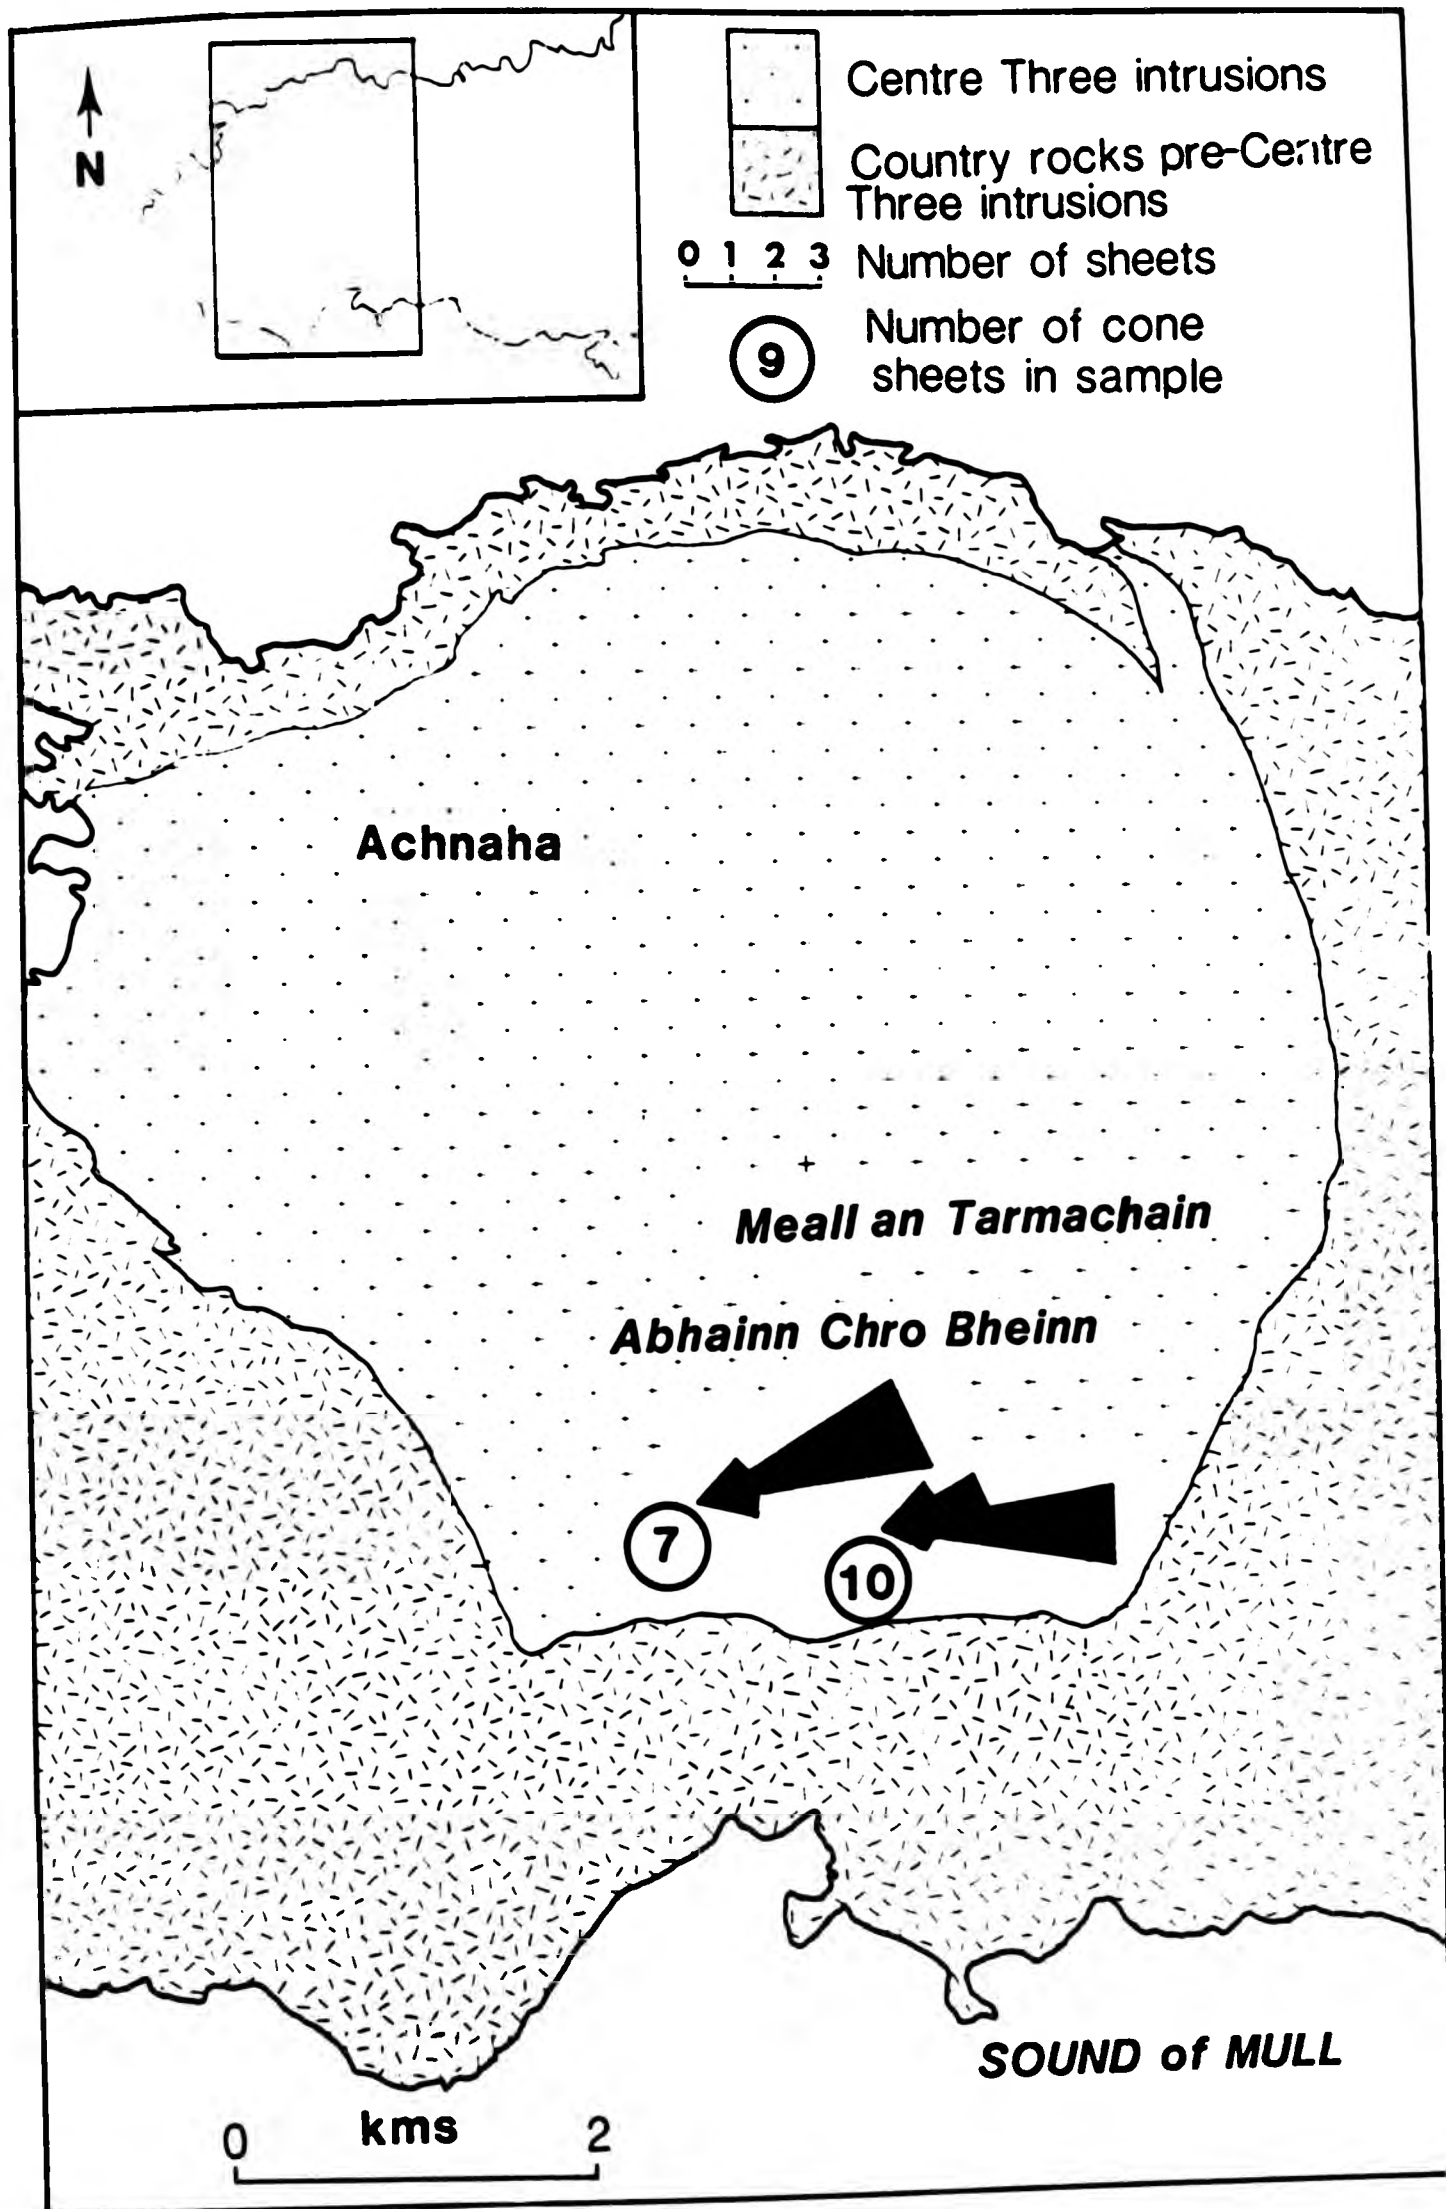 N
Centre Three intrusions
Country rocks pre-Centre
Three intrusions
0 1 2 3 Number of sheets
9
Number of cone
sheets in sample
Achnaha
Meall an Tarmachain
Abhainn Chro Bheinn
7
10
SOUND of MULL
0 kms 2